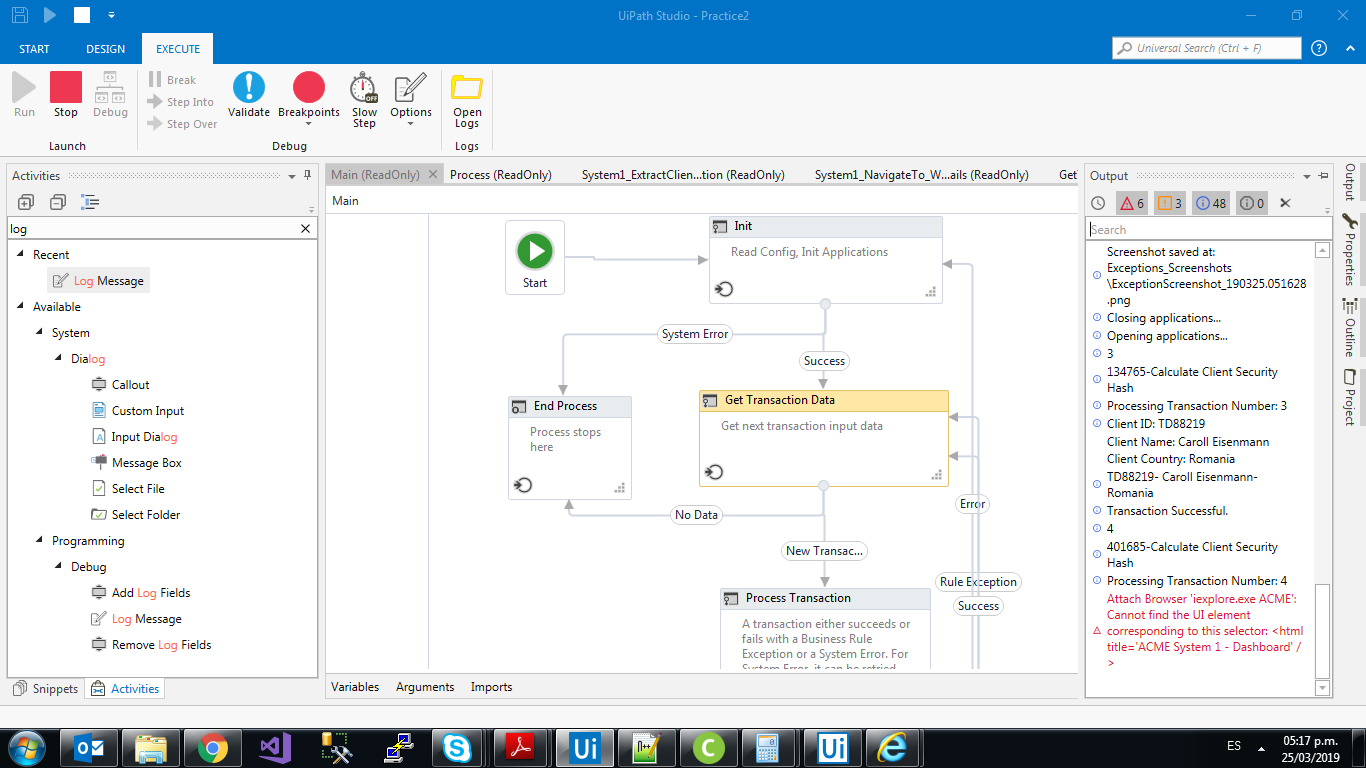 UiPath Studio - Practice2
START
DESIGN
EXECUTE
Universal Search (Ctrl + F)
?
Run
Stop
Debug
Launch
Break
Step Into
Step Over
Validate
Breakpoints
OFF
Slow
Step
Options
Debug
Open
Logs
Logs
Activities
log
Recent
Log Message
Available
System
Dialog
Callout
Custom Input
Input Dialog
Message Box
Select File
Select Folder
Programming
Debug
Add Log Fields
Log Message
Remove Log Fields
Snippets
Activities
Main (ReadOnly)
Process (ReadOnly)
System1_ExtractClien...tion (ReadOnly)
System1_NavigateTo_W...ails (ReadOnly)
Get
Main
Start
Init
Read Config, Init Applications
System Error
Success
End Process
Process stops
here
Get Transaction Data
Get next transaction input data
No Data
New Transac...
Error
Rule Exception
Success
Process Transaction
A transaction either succeeds or
fails with a Business Rule
Exception or a System Error. For
System Error, it can be retried
Variables
Arguments
Imports
Output
6
3
48
0
Search
Screenshot saved at:
Exceptions_Screenshots
\ExceptionScreenshot_190325.051628
.png
Closing applications...
Opening applications...
3
134765-Calculate Client Security
Hash
Processing Transaction Number: 3
Client ID: TD88219
Client Name: Caroll Eisenmann
Client Country: Romania
TD88219- Caroll Eisenmann-
Romania
Transaction Successful.
4
401685-Calculate Client Security
Hash
Processing Transaction Number: 4
Attach Browser 'iexplore.exe ACME':
Cannot find the UI element
corresponding to this selector: <html
title='ACME System 1 - Dashboard' /
>
Output
Properties
Outline
Project
Ui
Ui
ES
05:17 p.m.
25/03/2019